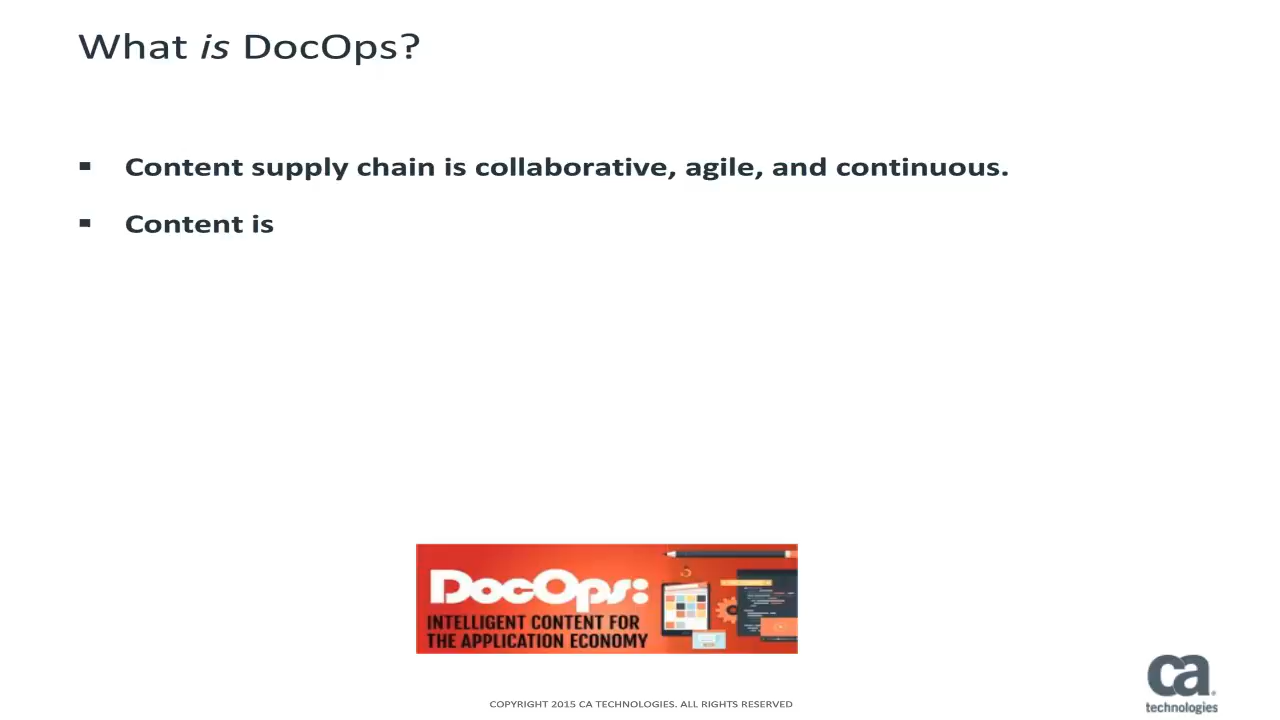 What is DocOps?
▪ Content supply chain is collaborative, agile, and continuous.
▪ Content is
DocOps:
INTELLIGENT CONTENT FOR
THE APPLICATION ECONOMY
COPYRIGHT 2015 CA TECHNOLOGIES. ALL RIGHTS RESERVED
ca
technologies